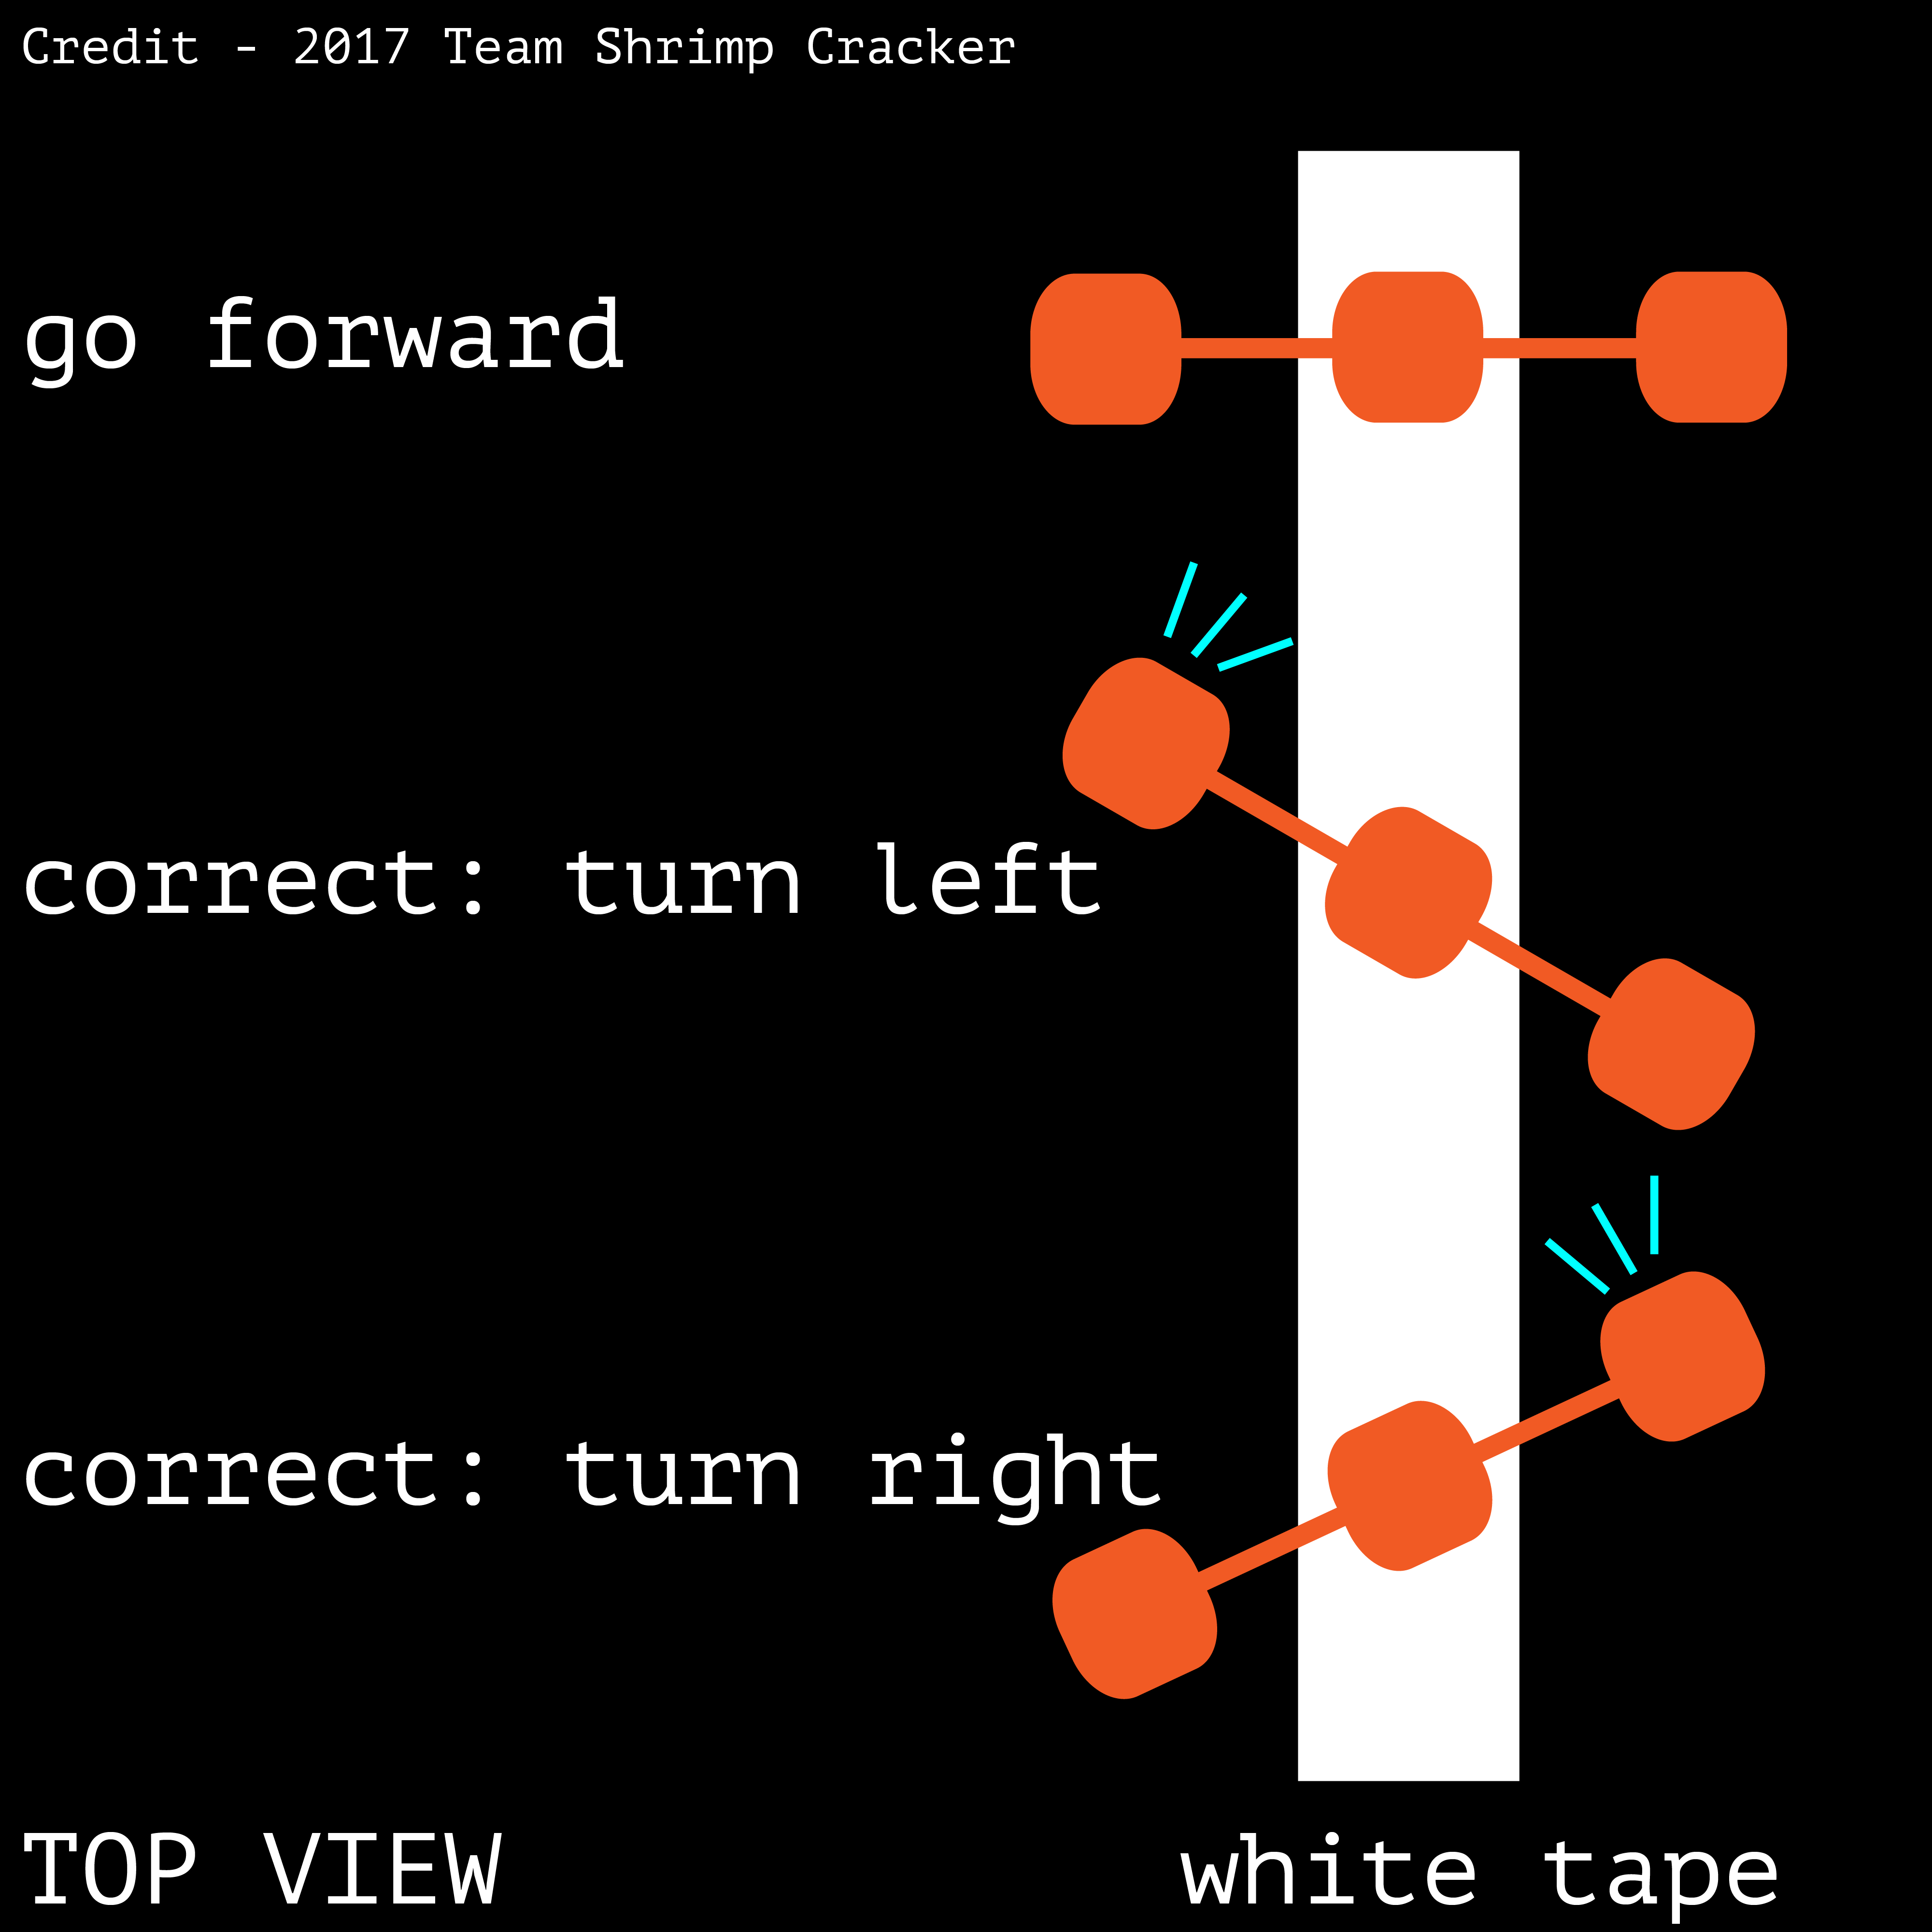 Credit - 2017 Team Shrimp Cracker
go forward
correct: turn left
correct: turn right
TOP VIEW
white tape